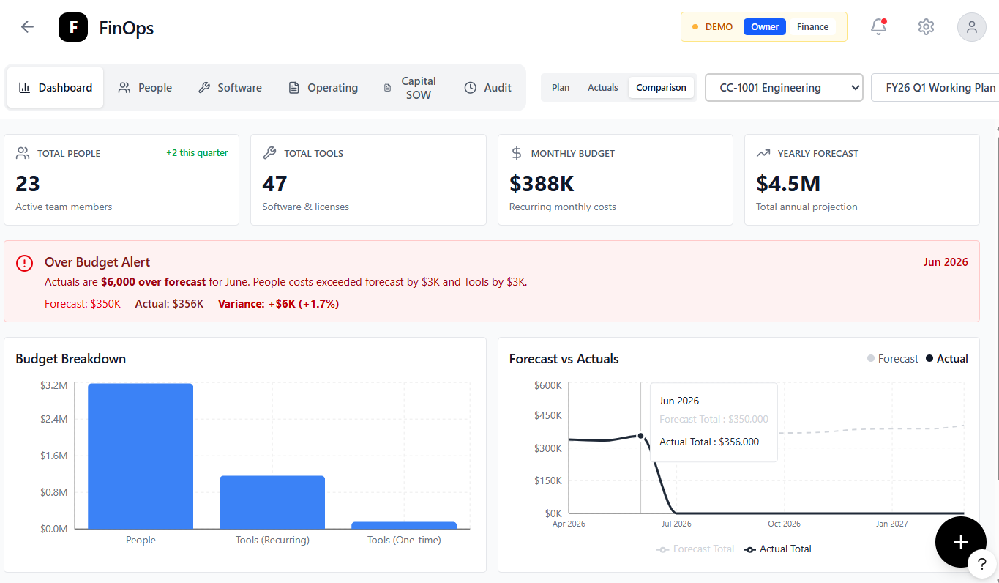 F FinOps DEMO Owner Finance
Dashboard People Software Operating Capital SOW Audit Plan Actuals Comparison CC-1001 Engineering FY26 Q1 Working Plan
TOTAL PEOPLE +2 this quarter
23
Active team members
TOTAL TOOLS
47
Software & licenses
MONTHLY BUDGET
$388K
Recurring monthly costs
YEARLY FORECAST
$4.5M
Total annual projection
Over Budget Alert Jun 2026
Actuals are $6,000 over forecast for June. People costs exceeded forecast by $3K and Tools by $3K.
Forecast: $350K Actual: $356K Variance: +$6K (+1.7%)
Budget Breakdown
$3.2M
$2.4M
$1.6M
$0.8M
$0.0M
People Tools (Recurring) Tools (One-time)
Forecast vs Actuals Forecast Actual
$600K
$450K
$300K
$150K
$0K
Jun 2026
Forecast Total : $350,000
Actual Total : $356,000
Apr 2026 Jul 2026 Oct 2026 Jan 2027
Forecast Total Actual Total
+
?